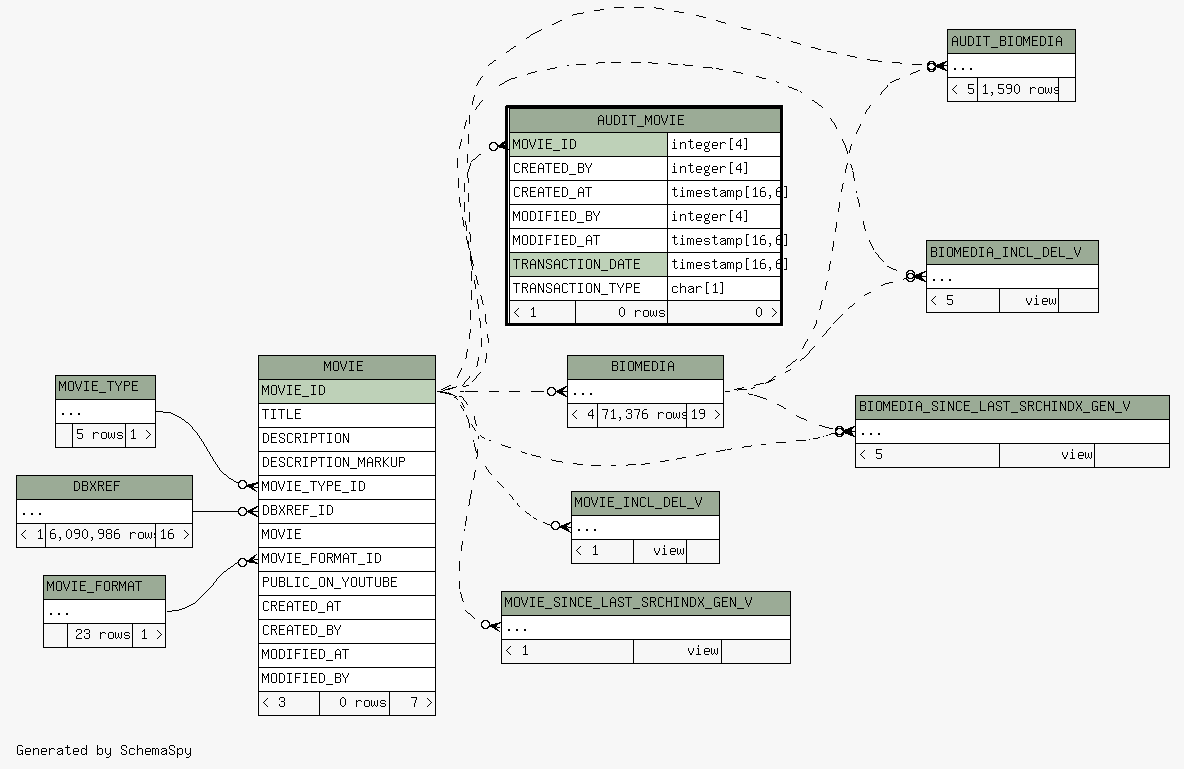 AUDIT_BIOMEDIA
...
< 5 1,590 rows
AUDIT_MOVIE
MOVIE_ID integer[4]
CREATED_BY integer[4]
CREATED_AT timestamp[16,6]
MODIFIED_BY integer[4]
MODIFIED_AT timestamp[16,6]
TRANSACTION_DATE timestamp[16,6]
TRANSACTION_TYPE char[1]
< 1 0 rows 0 >
BIOMEDIA_INCL_DEL_V
...
< 5 view
MOVIE
MOVIE_ID
TITLE
DESCRIPTION
DESCRIPTION_MARKUP
MOVIE_TYPE_ID
DBXREF_ID
MOVIE
MOVIE_FORMAT_ID
PUBLIC_ON_YOUTUBE
CREATED_AT
CREATED_BY
MODIFIED_AT
MODIFIED_BY
< 3 0 rows 7 >
BIOMEDIA
...
< 4 71,376 rows 19 >
MOVIE_TYPE
...
5 rows 1 >
BIOMEDIA_SINCE_LAST_SRCHINDX_GEN_V
...
< 5 view
DBXREF
...
< 1 6,090,986 rows 16 >
MOVIE_INCL_DEL_V
...
< 1 view
MOVIE_FORMAT
...
23 rows 1 >
MOVIE_SINCE_LAST_SRCHINDX_GEN_V
...
< 1 view
Generated by SchemaSpy